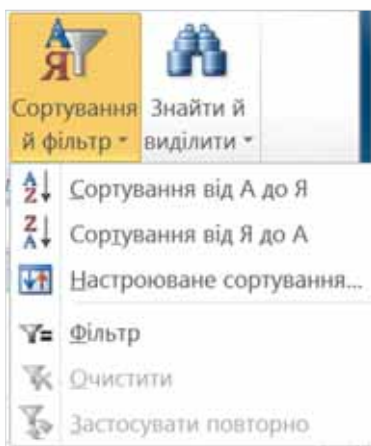 Сортування
й фільтр
Знайти й
виділити
Сортування від А до Я
Сортування від Я до А
Настроюване сортування...
Фільтр
Очистити
Застосувати повторно